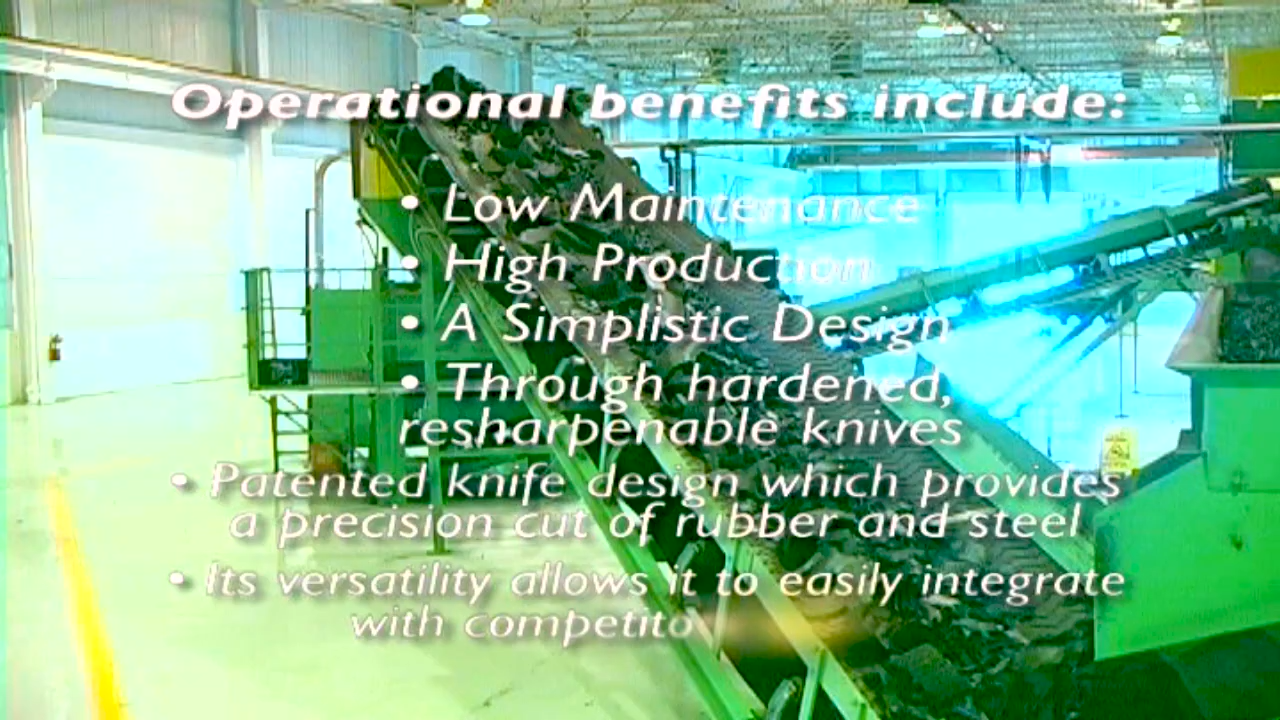 Operational benefits include:
• Low Maintenance
• High Production
• A Simplistic Design
• Through hardened,
resharpenable knives
• Patented knife design which provides
a precision cut of rubber and steel
• Its versatility allows it to easily integrate
with competito